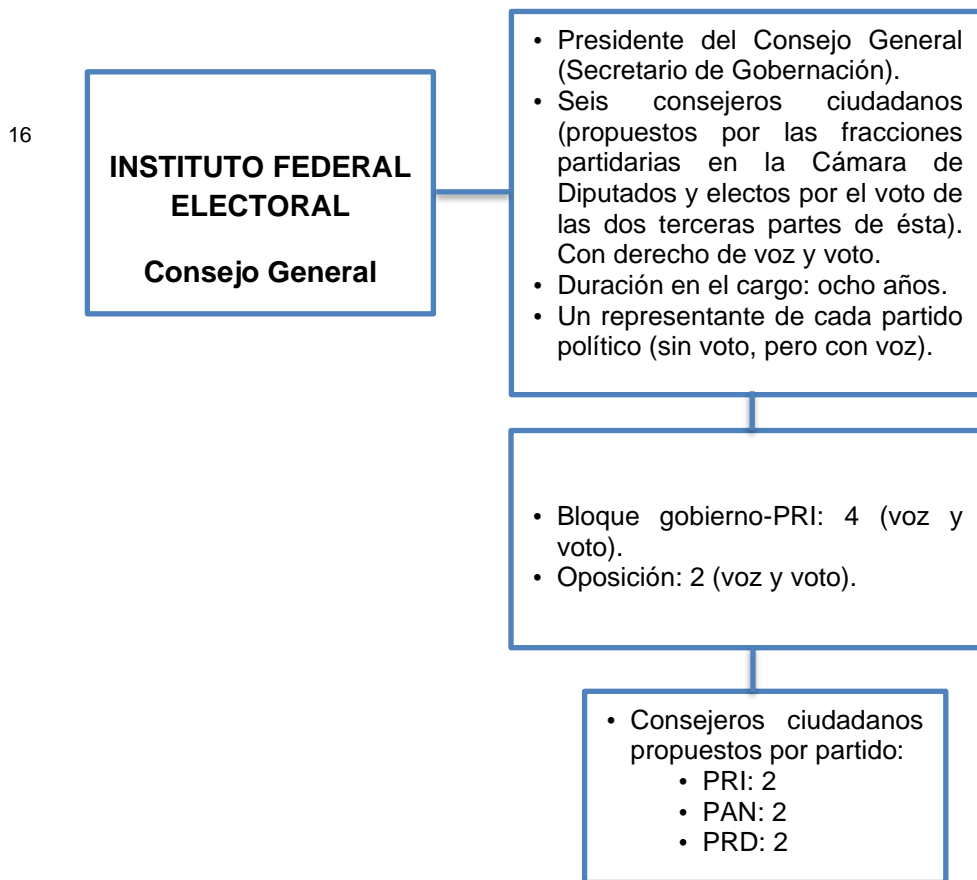 16
INSTITUTO FEDERAL
ELECTORAL
Consejo General
• Presidente del Consejo General
(Secretario de Gobernación).
• Seis consejeros ciudadanos
(propuestos por las fracciones
partidarias en la Cámara de
Diputados y electos por el voto de
las dos terceras partes de ésta).
Con derecho de voz y voto.
• Duración en el cargo: ocho años.
• Un representante de cada partido
político (sin voto, pero con voz).
• Bloque gobierno-PRI: 4 (voz y
voto).
• Oposición: 2 (voz y voto).
• Consejeros ciudadanos
propuestos por partido:
• PRI: 2
• PAN: 2
• PRD: 2